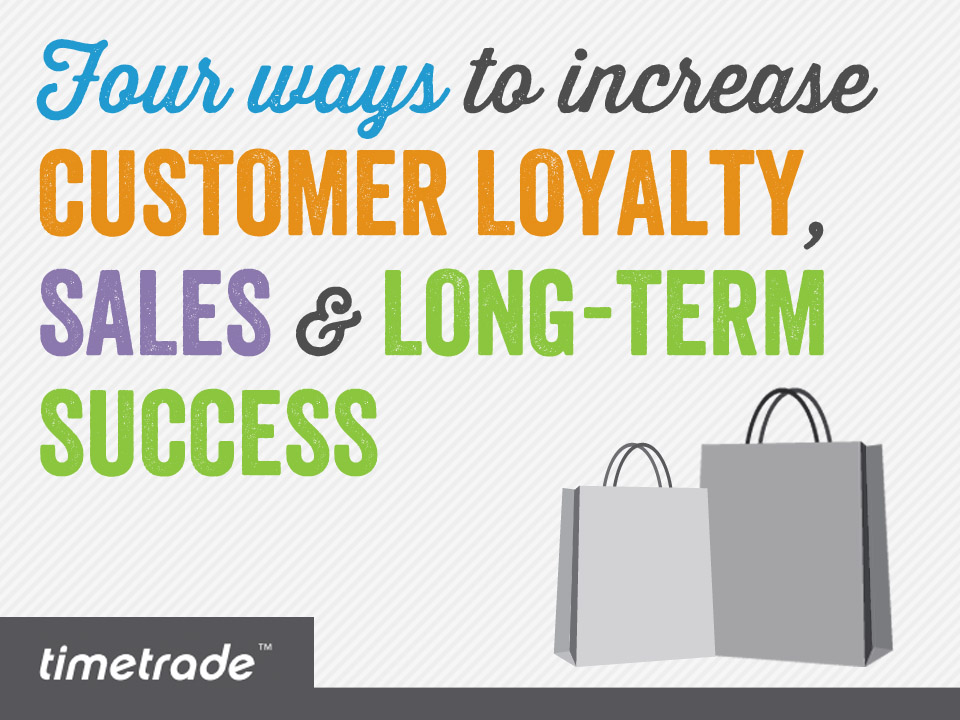 Four ways to increase
CUSTOMER LOYALTY,
SALES & LONG-TERM
SUCCESS
timetrade™